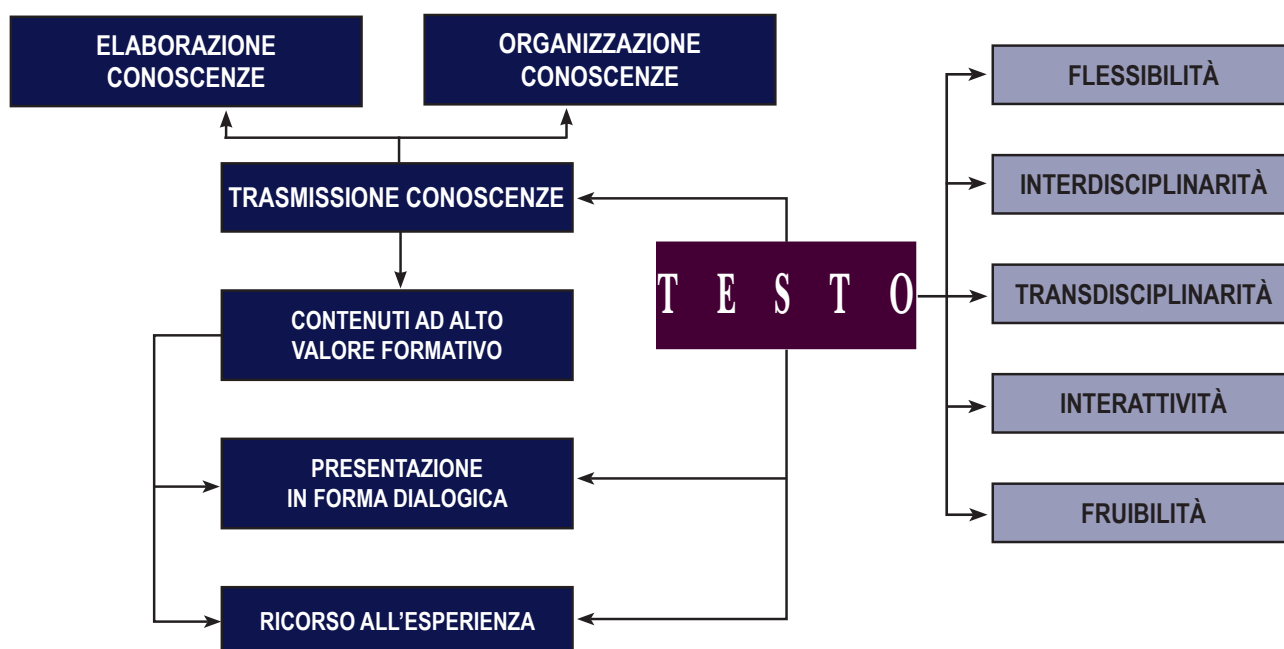 ELABORAZIONE
CONOSCENZE
ORGANIZZAZIONE
CONOSCENZE
TRASMISSIONE CONOSCENZE
CONTENUTI AD ALTO
VALORE FORMATIVO
PRESENTAZIONE
IN FORMA DIALOGICA
RICORSO ALL’ESPERIENZA
T E S T O
FLESSIBILITÀ
INTERDISCIPLINARITÀ
TRANSDISCIPLINARITÀ
INTERATTIVITÀ
FRUIBILITÀ